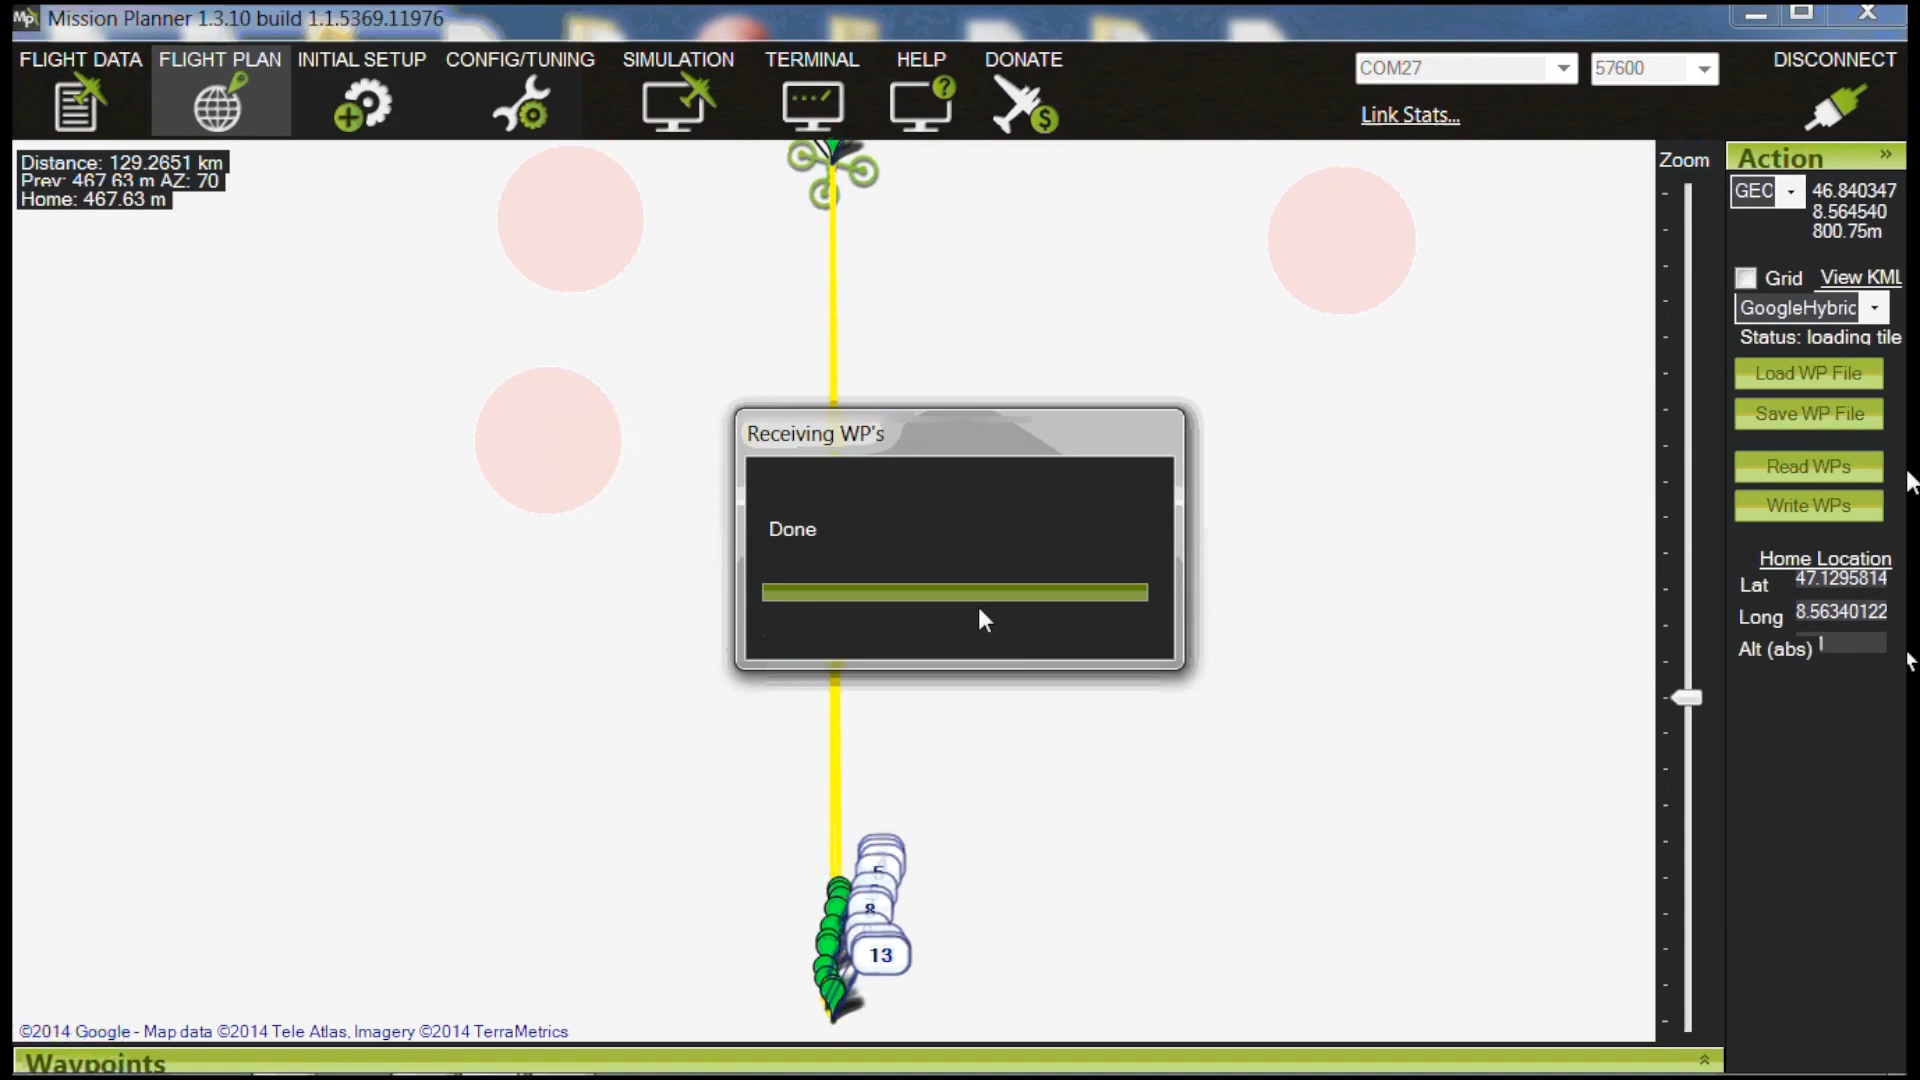 Mission Planner 1.3.10 build 1.1.5369.11976
FLIGHT DATA
FLIGHT PLAN
INITIAL SETUP
CONFIG/TUNING
SIMULATION
TERMINAL
HELP
DONATE
COM27
57600
DISCONNECT
Link Stats...
Distance: 129.2651 km
Prev: 467.63 m AZ: 70
Home: 467.63 m
Zoom
Action
GEO
46.840347
8.564540
800.75m
Grid
View KML
GoogleHybric
Status: loading tile
Load WP File
Save WP File
Read WPs
Write WPs
Home Location
Lat
47.1295814
Long
8.56340122
Alt (abs)
Receiving WP's
Done
5
8
13
©2014 Google - Map data ©2014 Tele Atlas, Imagery ©2014 TerraMetrics
Waypoints